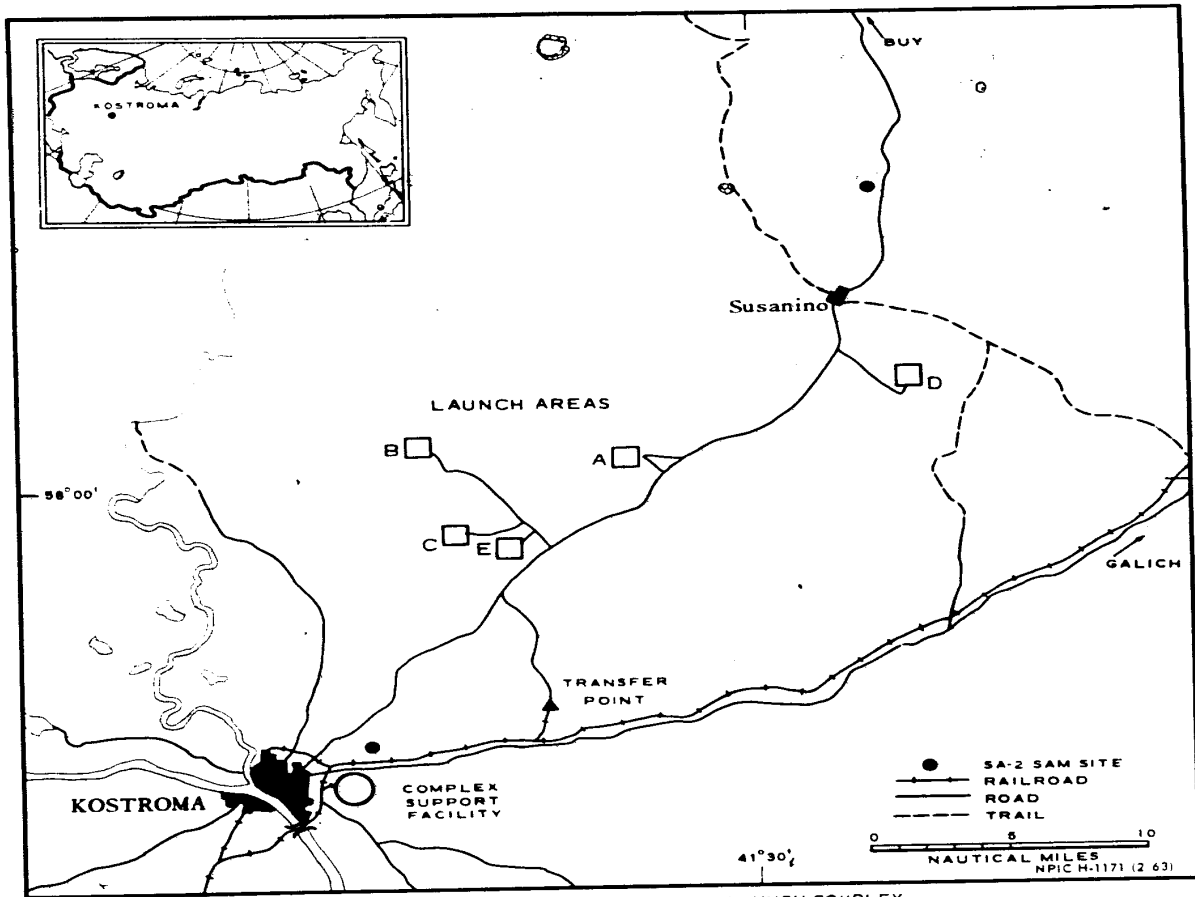 BUY
KOSTROMA
Susanino
D
LAUNCH AREAS
B
A
58°00'
C
E
GALICH
TRANSFER
POINT
SA-2 SAM SITE
RAILROAD
ROAD
TRAIL
KOSTROMA
COMPLEX
SUPPORT
FACILITY
0 5 10
41°30'
NAUTICAL MILES
NPIC H-1171 (2 63)
COMPLEX